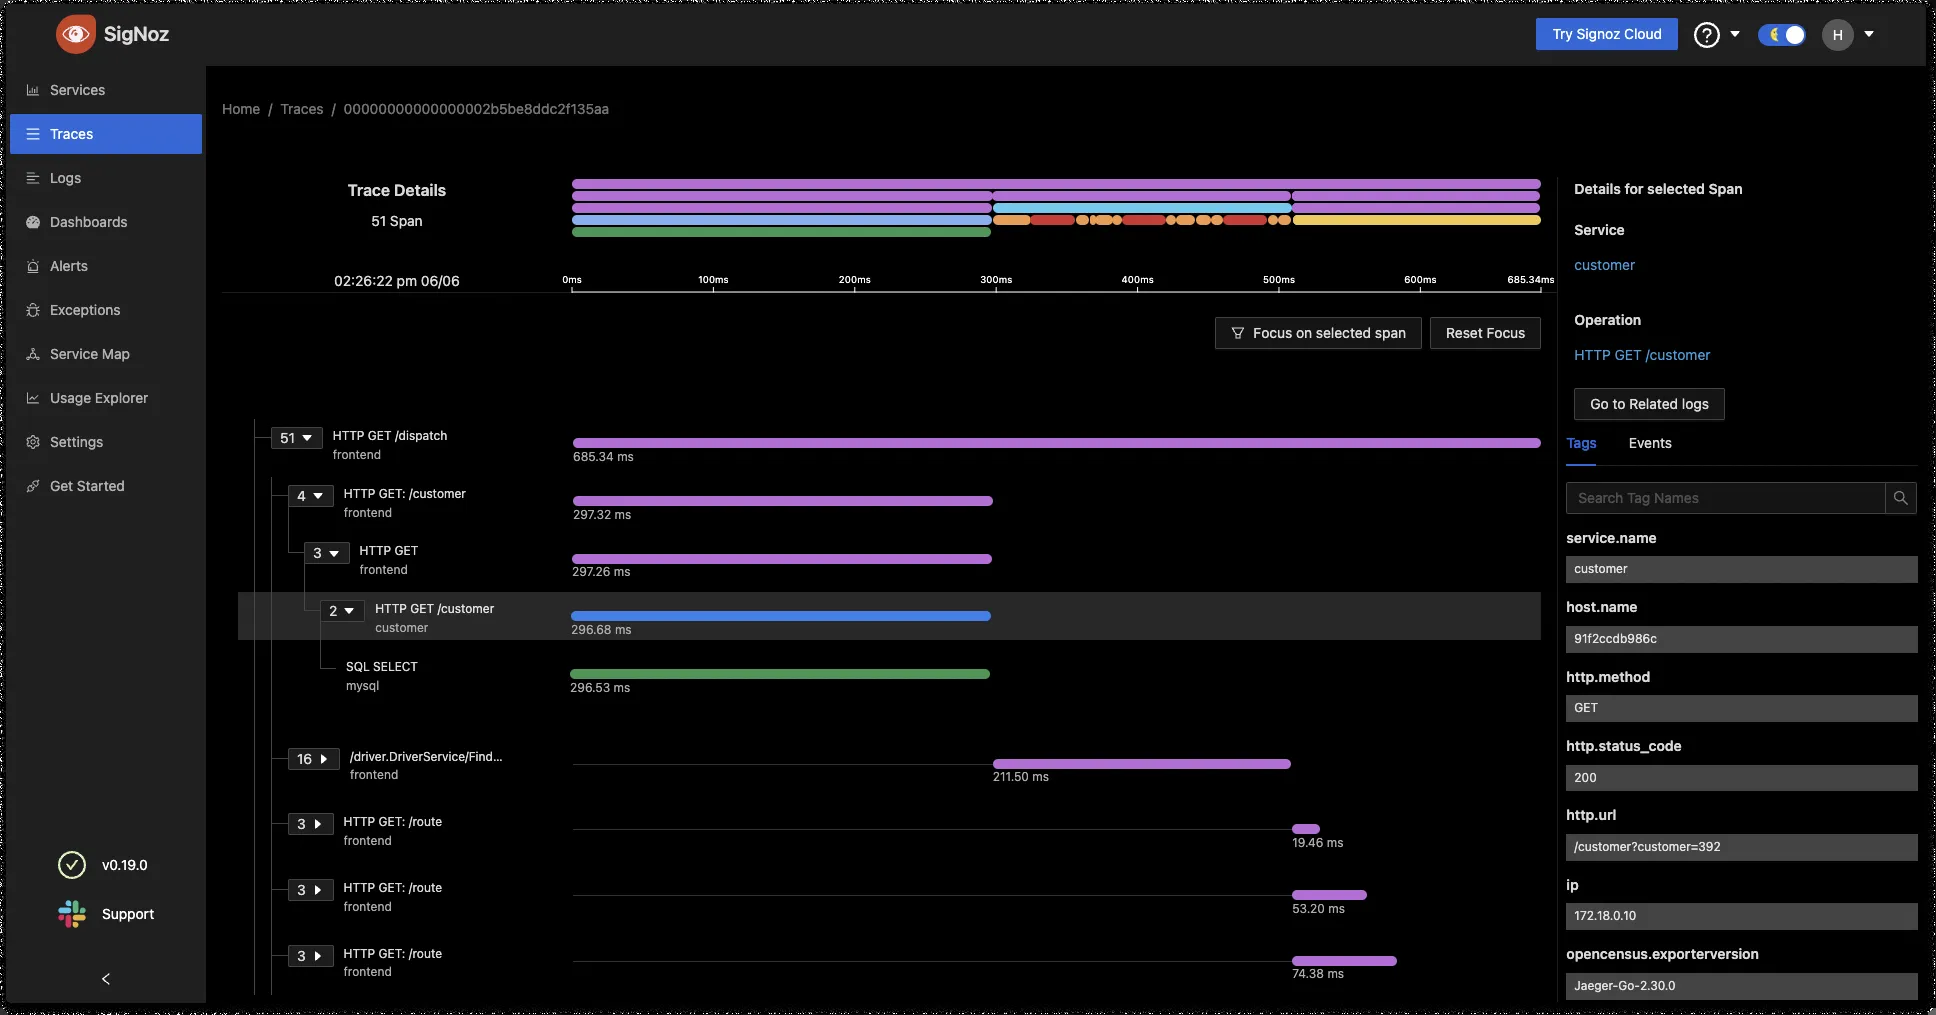 SigNoz
Try Signoz Cloud
?
H
Services
Traces
Logs
Dashboards
Alerts
Exceptions
Service Map
Usage Explorer
Settings
Get Started
v0.19.0
Support
Home / Traces / 00000000000000002b5be8ddc2f135aa
Trace Details
51 Span
02:26:22 pm 06/06
0ms 100ms 200ms 300ms 400ms 500ms 600ms 685.34ms
Focus on selected span Reset Focus
51 HTTP GET /dispatch
frontend
685.34 ms
4 HTTP GET: /customer
frontend
297.32 ms
3 HTTP GET
frontend
297.26 ms
2 HTTP GET /customer
customer
296.68 ms
SQL SELECT
mysql
296.53 ms
16 /driver.DriverService/Find...
frontend
211.50 ms
3 HTTP GET: /route
frontend
19.46 ms
3 HTTP GET: /route
frontend
53.20 ms
3 HTTP GET: /route
frontend
74.38 ms
Details for selected Span
Service
customer
Operation
HTTP GET /customer
Go to Related logs
Tags Events
Search Tag Names
service.name
customer
host.name
91f2ccdb986c
http.method
GET
http.status_code
200
http.url
/customer?customer=392
ip
172.18.0.10
opencensus.exporterversion
Jaeger-Go-2.30.0